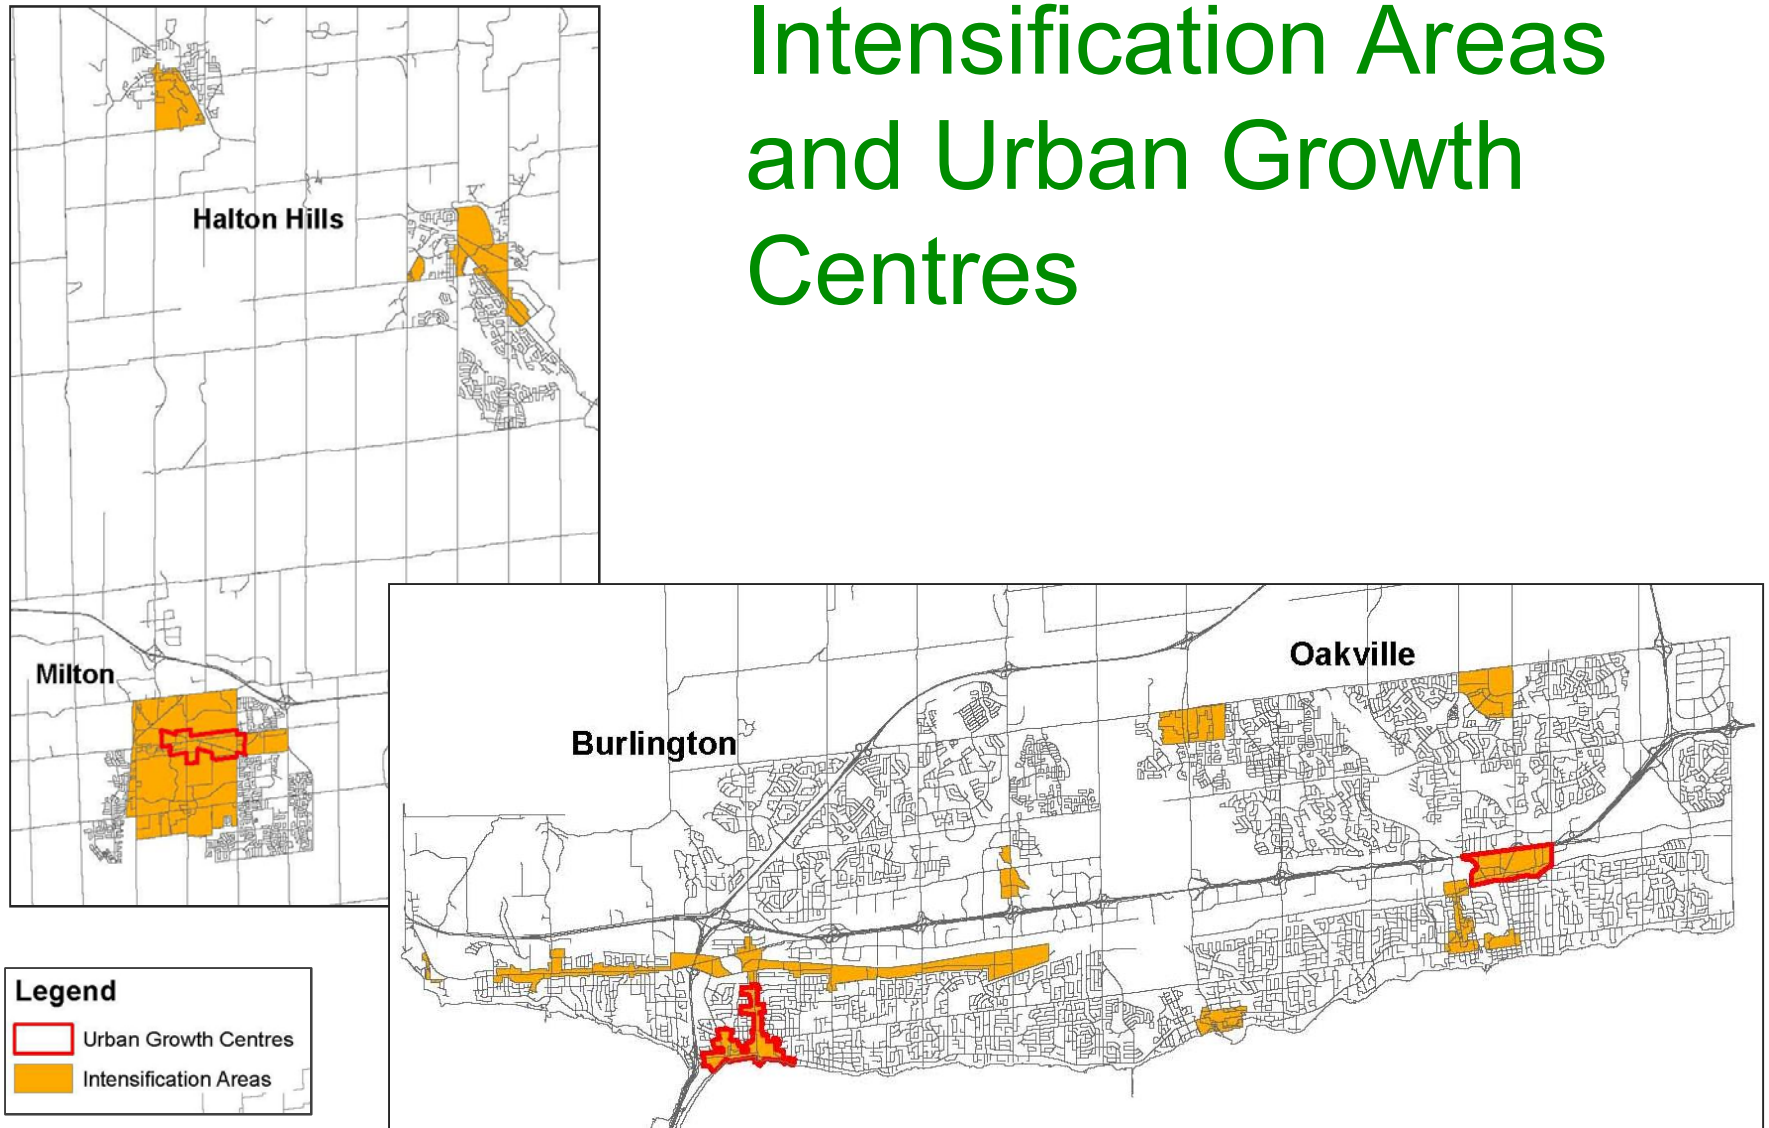 Intensification Areas
and Urban Growth
Centres
Halton Hills
Milton
Oakville
Burlington
Legend
Urban Growth Centres
Intensification Areas